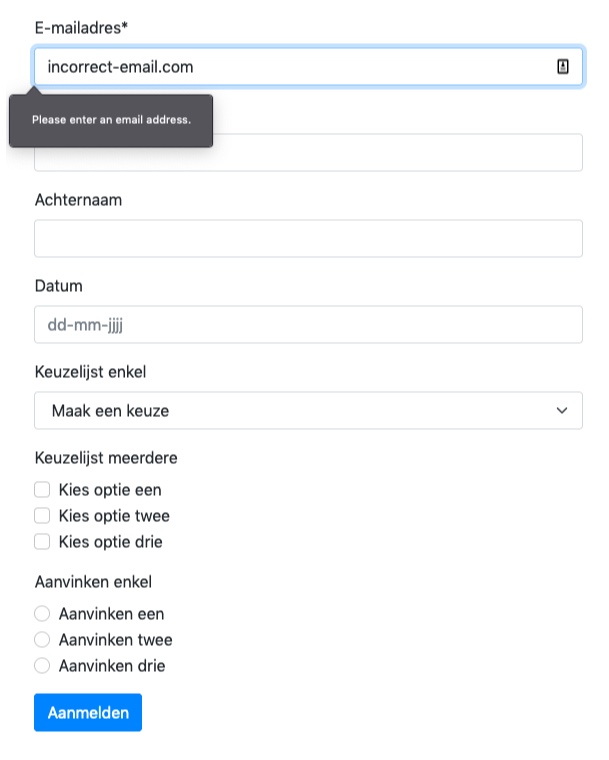 E-mailadres*
incorrect-email.com
Please enter an email address.
Achternaam
Datum
dd-mm-jjjj
Keuzelijst enkel
Maak een keuze
Keuzelijst meerdere
Kies optie een
Kies optie twee
Kies optie drie
Aanvinken enkel
Aanvinken een
Aanvinken twee
Aanvinken drie
Aanmelden